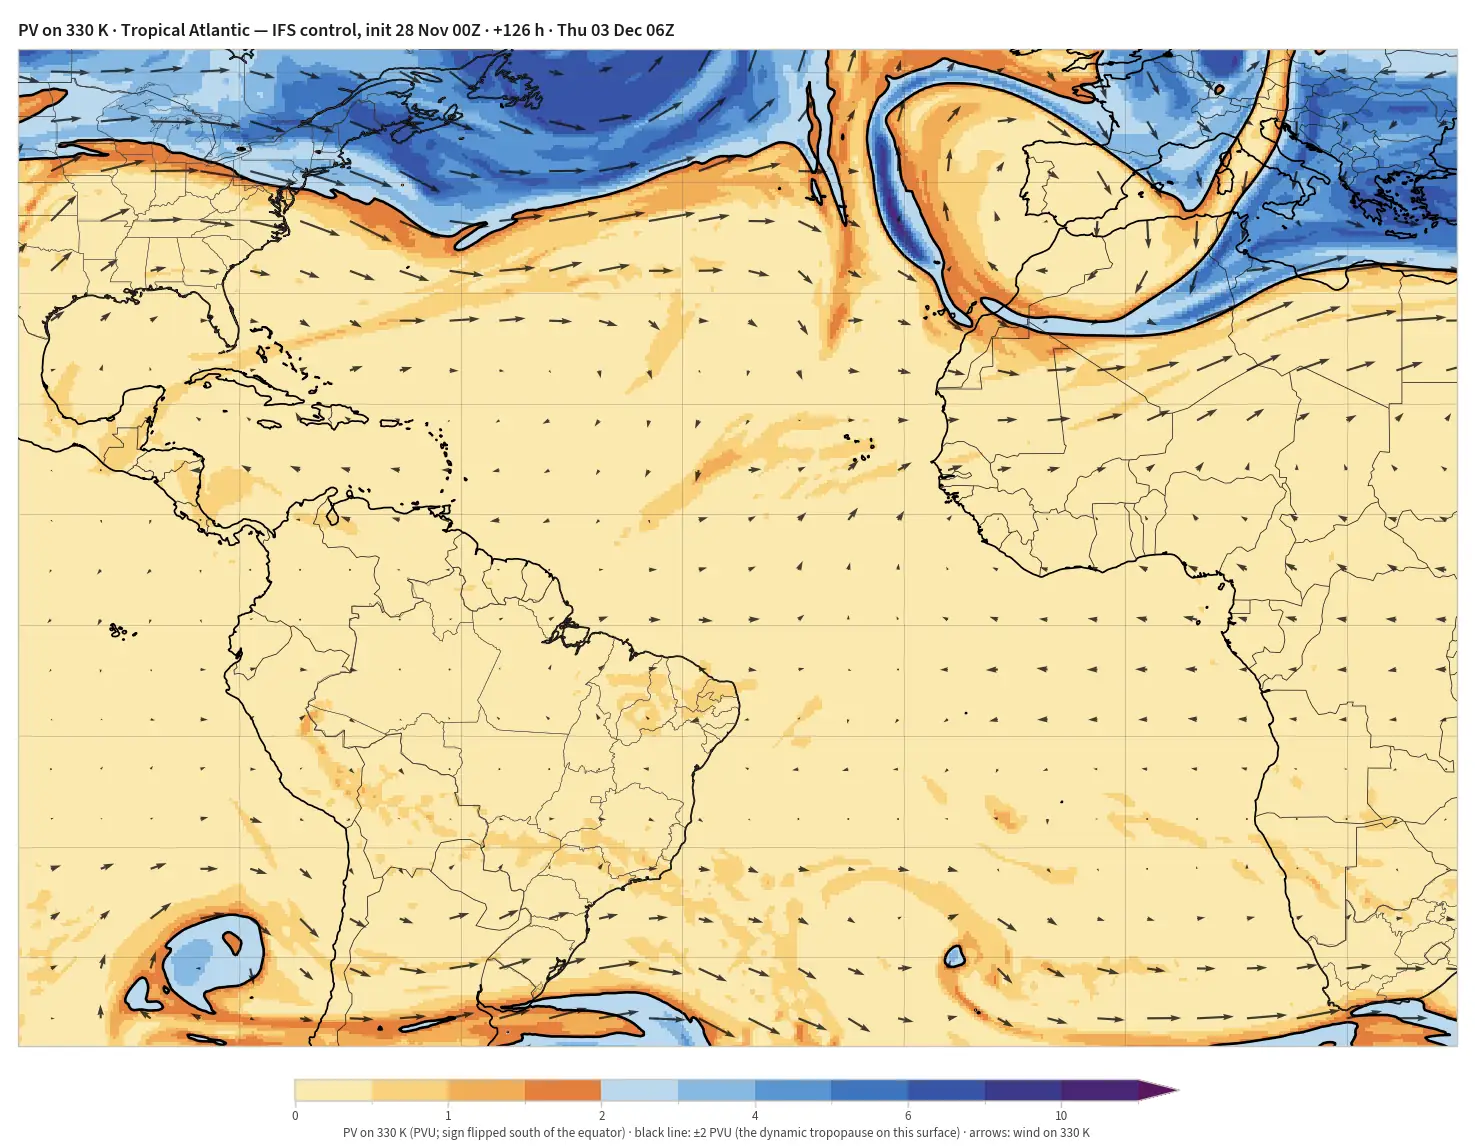 PV on 330 K · Tropical Atlantic — IFS control, init 28 Nov 00Z · +126 h · Thu 03 Dec 06Z
0 1 2 4 6 10
PV on 330 K (PVU; sign flipped south of the equator) · black line: ±2 PVU (the dynamic tropopause on this surface) · arrows: wind on 330 K